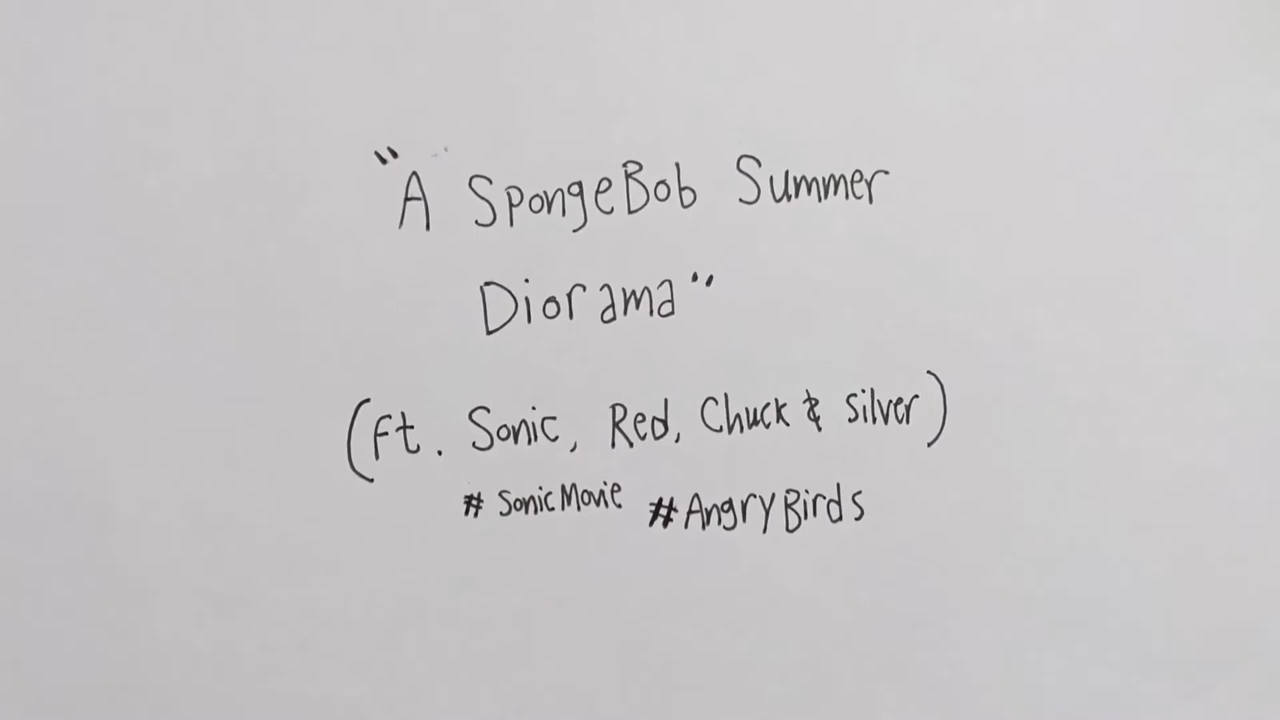 "A SpongeBob Summer
Diorama"
(ft. Sonic, Red, Chuck & Silver)
#SonicMovie #AngryBirds